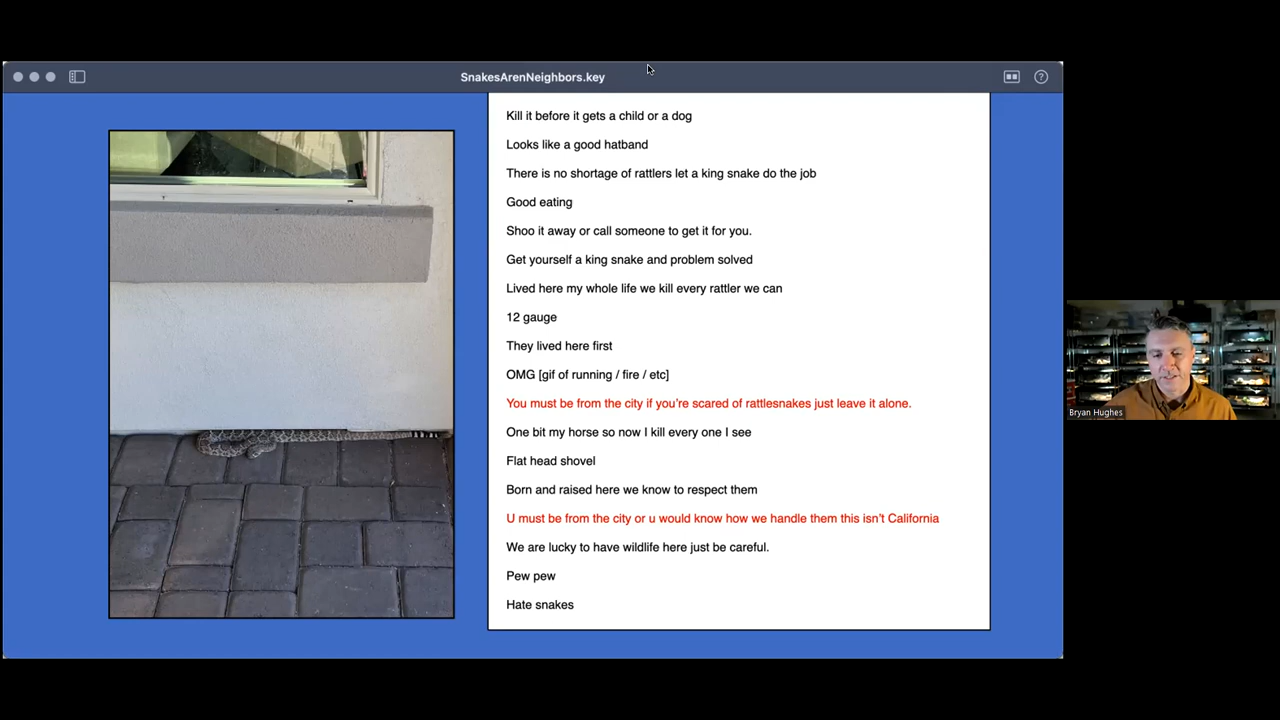 SnakesArenNeighbors.key
Kill it before it gets a child or a dog
Looks like a good hatband
There is no shortage of rattlers let a king snake do the job
Good eating
Shoo it away or call someone to get it for you.
Get yourself a king snake and problem solved
Lived here my whole life we kill every rattler we can
12 gauge
They lived here first
OMG [gif of running / fire / etc]
You must be from the city if you're scared of rattlesnakes just leave it alone.
One bit my horse so now I kill every one I see
Flat head shovel
Born and raised here we know to respect them
U must be from the city or u would know how we handle them this isn't California
We are lucky to have wildlife here just be careful.
Pew pew
Hate snakes
Bryan Hughes